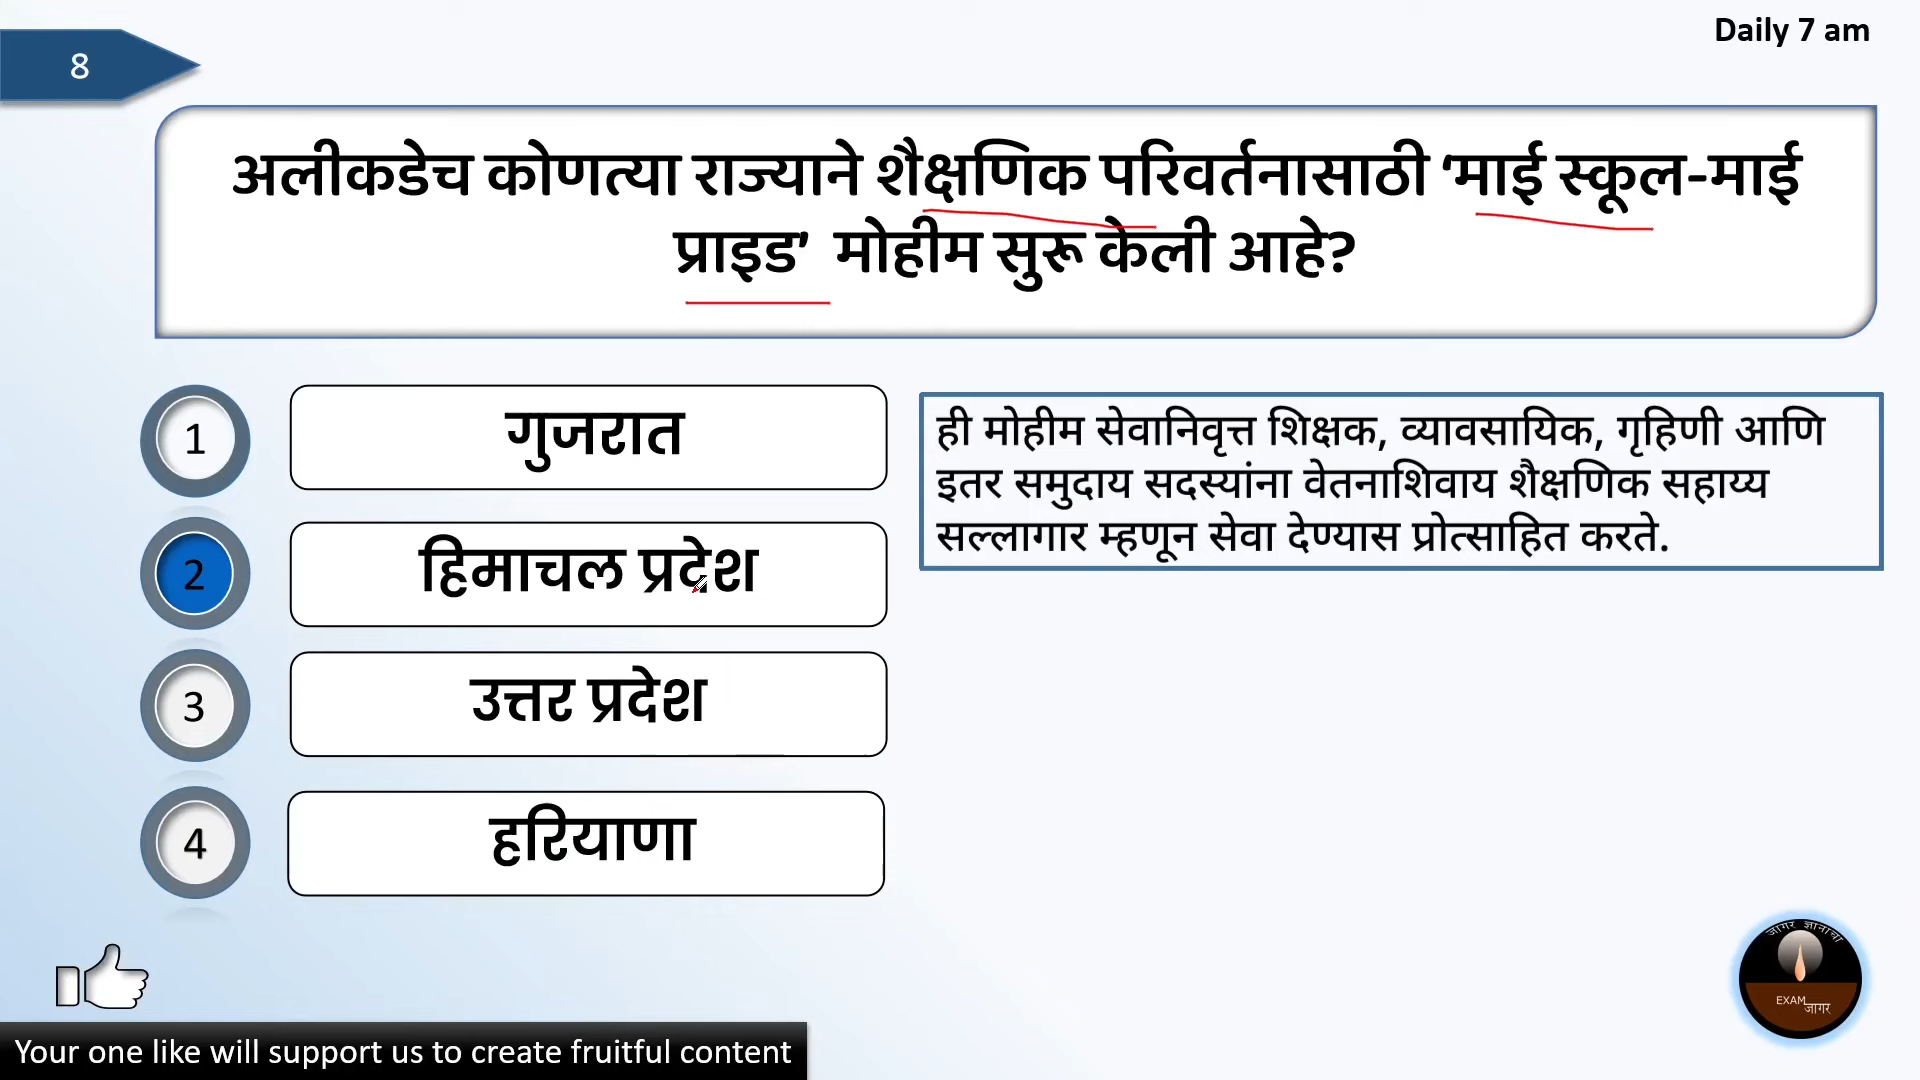 Daily 7 am
8
अलीकडेच कोणत्या राज्याने शैक्षणिक परिवर्तनासाठी ‘माई स्कूल-माई
प्राइड’ मोहीम सुरू केली आहे?
1
गुजरात
ही मोहीम सेवानिवृत्त शिक्षक, व्यावसायिक, गृहिणी आणि
इतर समुदाय सदस्यांना वेतनाशिवाय शैक्षणिक सहाय्य
सल्लागार म्हणून सेवा देण्यास प्रोत्साहित करते.
2
हिमाचल प्रदेश
3
उत्तर प्रदेश
4
हरियाणा
जागर ज्ञानाचा
EXAM
जागर
Your one like will support us to create fruitful content